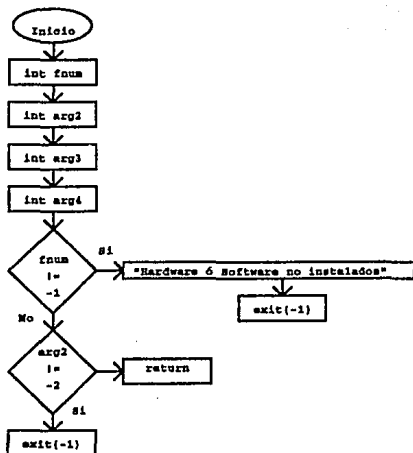 Inicio
int fnum
int arg2
int arg3
int arg4
fnum
!=
-1
Si
"Hardware 6 Software no instalados"
exit(-1)
No
arg2
!=
-2
return
Si
exit(-1)